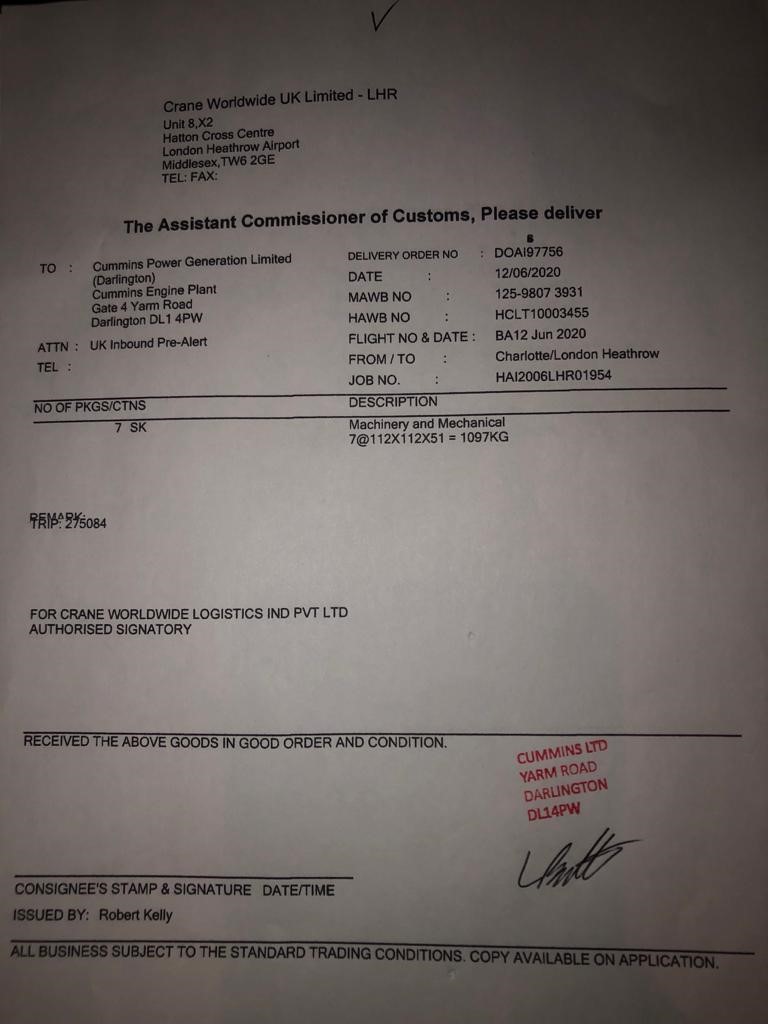 Crane Worldwide UK Limited - LHR
Unit 8,X2
Hatton Cross Centre
London Heathrow Airport
Middlesex,TW6 2GE
TEL: FAX:
The Assistant Commissioner of Customs, Please deliver
TO : Cummins Power Generation Limited
(Darlington)
Cummins Engine Plant
Gate 4 Yarm Road
Darlington DL1 4PW
ATTN : UK Inbound Pre-Alert
TEL :
8
DELIVERY ORDER NO : DOAI97756
DATE : 12/06/2020
MAWB NO : 125-9807 3931
HAWB NO : HCLT10003455
FLIGHT NO & DATE : BA12 Jun 2020
FROM / TO : Charlotte/London Heathrow
JOB NO. : HAI2006LHR01954
NO OF PKGS/CTNS DESCRIPTION
7 SK Machinery and Mechanical
7@112X112X51 = 1097KG
REMARK:
TRIP: 275084
FOR CRANE WORLDWIDE LOGISTICS IND PVT LTD
AUTHORISED SIGNATORY
RECEIVED THE ABOVE GOODS IN GOOD ORDER AND CONDITION.
CUMMINS LTD
YARM ROAD
DARLINGTON
DL14PW
CONSIGNEE'S STAMP & SIGNATURE DATE/TIME
ISSUED BY: Robert Kelly
ALL BUSINESS SUBJECT TO THE STANDARD TRADING CONDITIONS. COPY AVAILABLE ON APPLICATION.